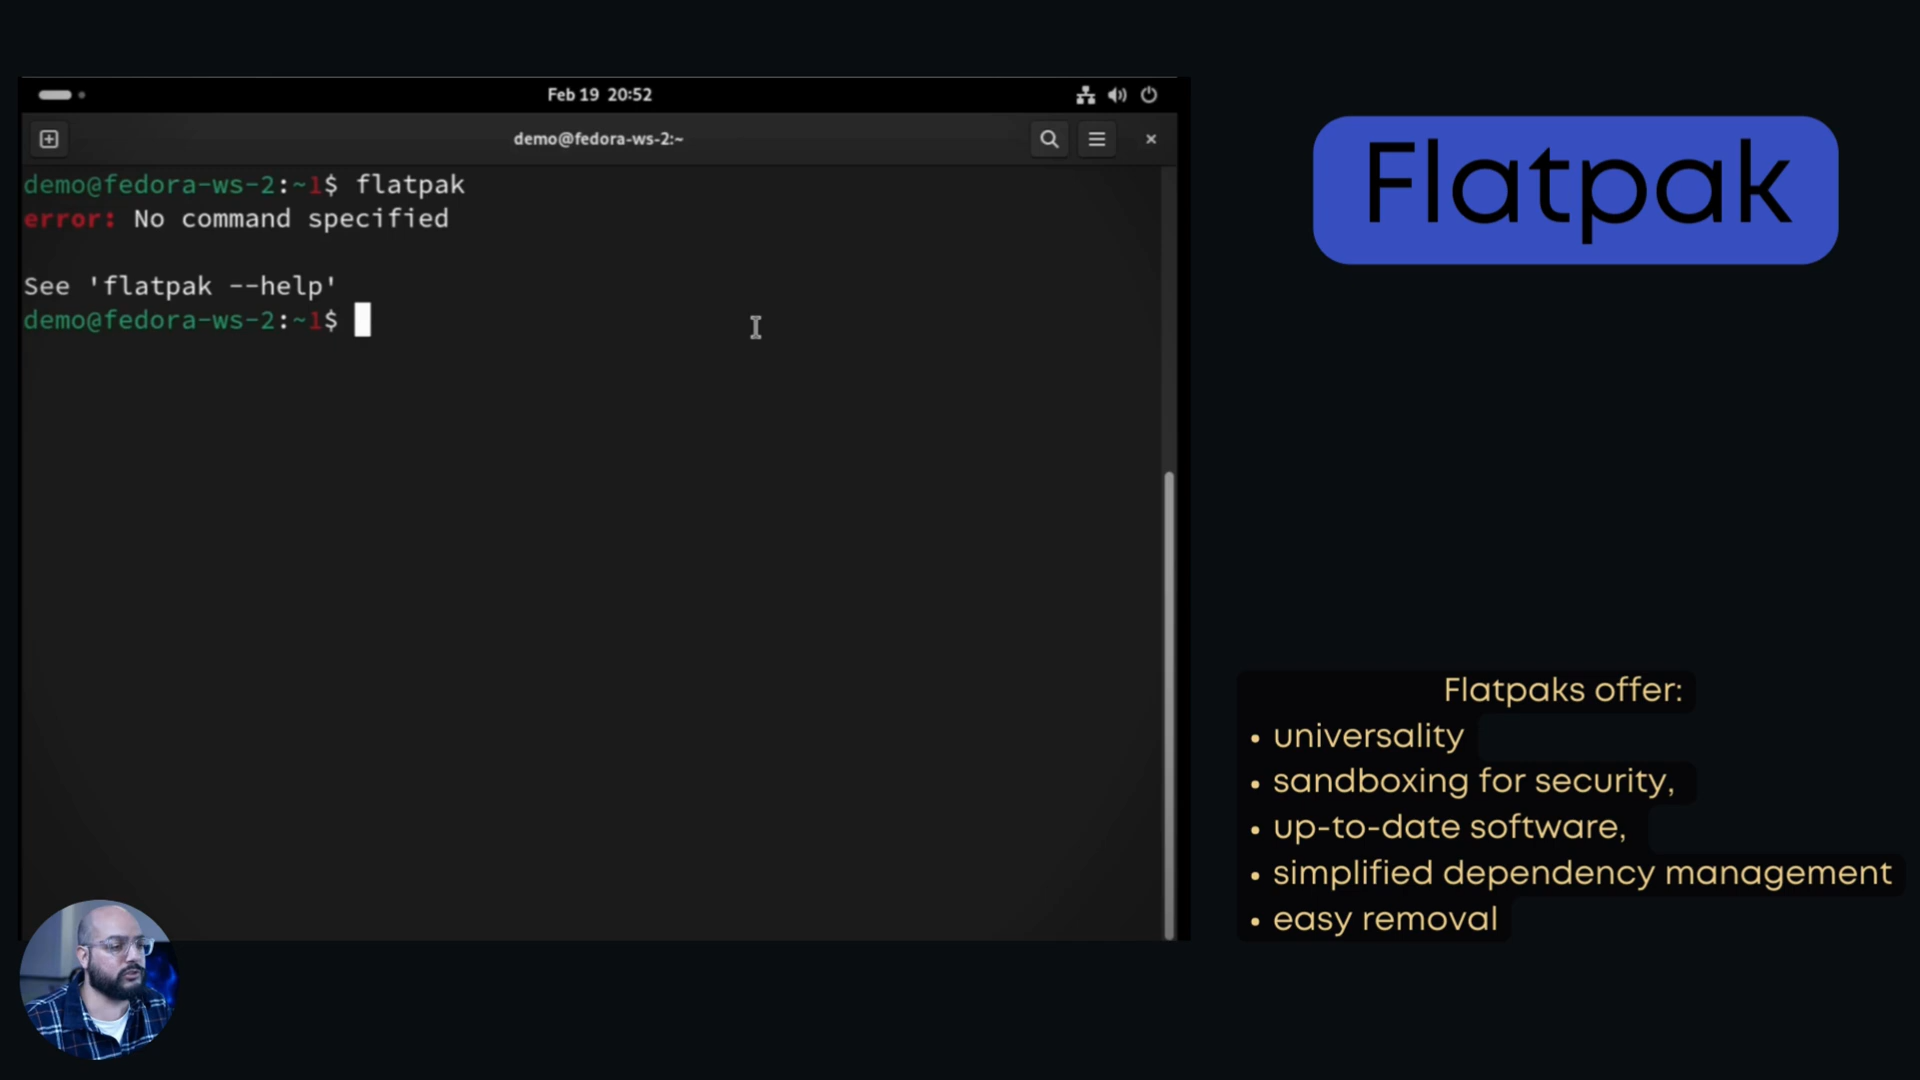 Feb 19 20:52
demo@fedora-ws-2:~
demo@fedora-ws-2:~1$ flatpak
error: No command specified
See 'flatpak --help'
demo@fedora-ws-2:~1$
Flatpak
Flatpaks offer:
• universality
• sandboxing for security,
• up-to-date software,
• simplified dependency management
• easy removal